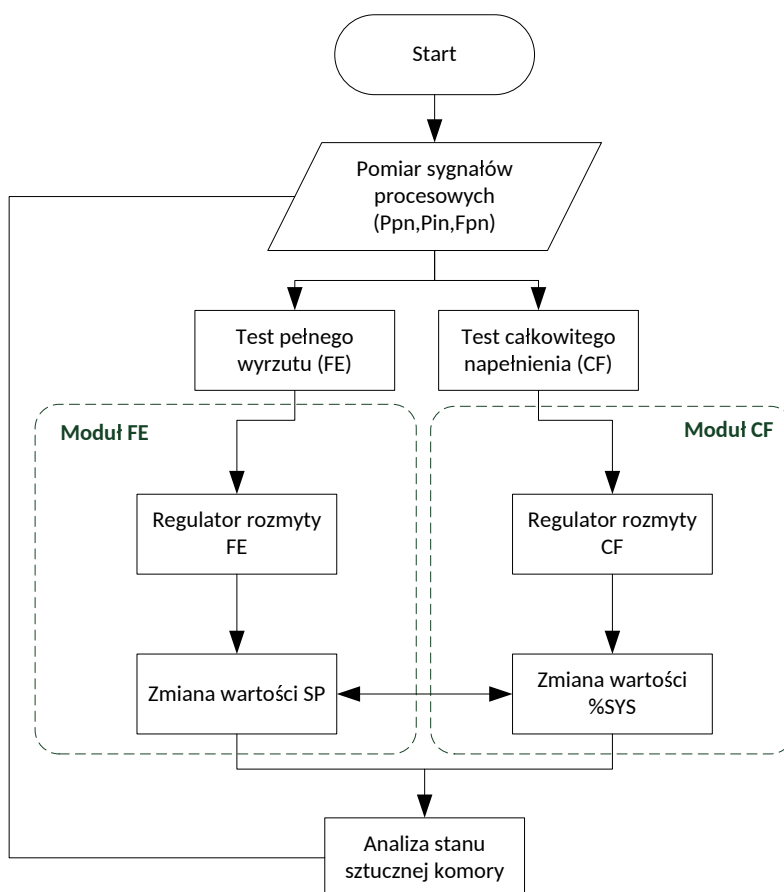 Start
Pomiar sygnałów
procesowych
(Ppn,Pin,Fpn)
Test pełnego
wyrzutu (FE)
Test całkowitego
napełnienia (CF)
Moduł FE
Moduł CF
Regulator rozmyty
FE
Regulator rozmyty
CF
Zmiana wartości SP
Zmiana wartości
%SYS
Analiza stanu
sztucznej komory